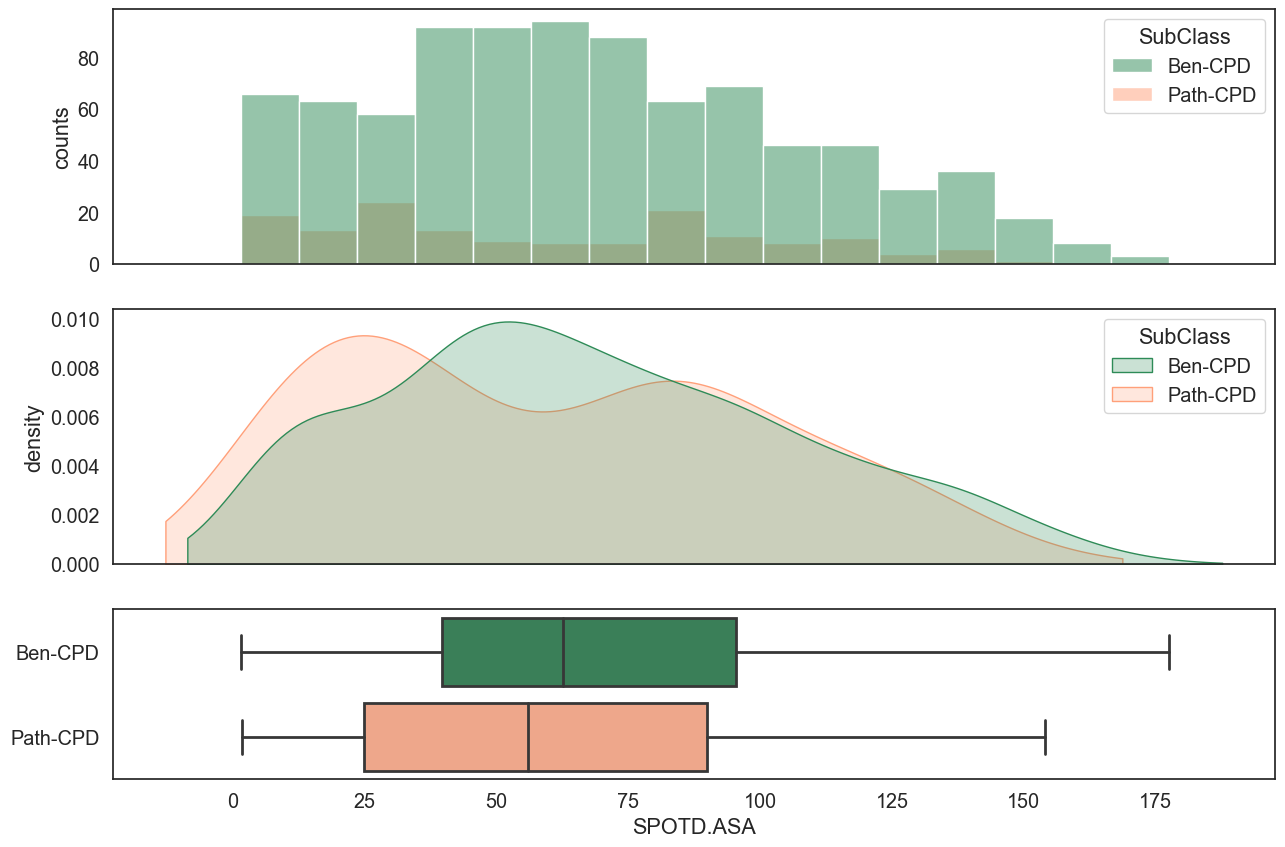 counts
80
60
40
20
0
SubClass
Ben-CPD
Path-CPD
density
0.010
0.008
0.006
0.004
0.002
0.000
SubClass
Ben-CPD
Path-CPD
Ben-CPD
Path-CPD
0 25 50 75 100 125 150 175
SPOTD.ASA